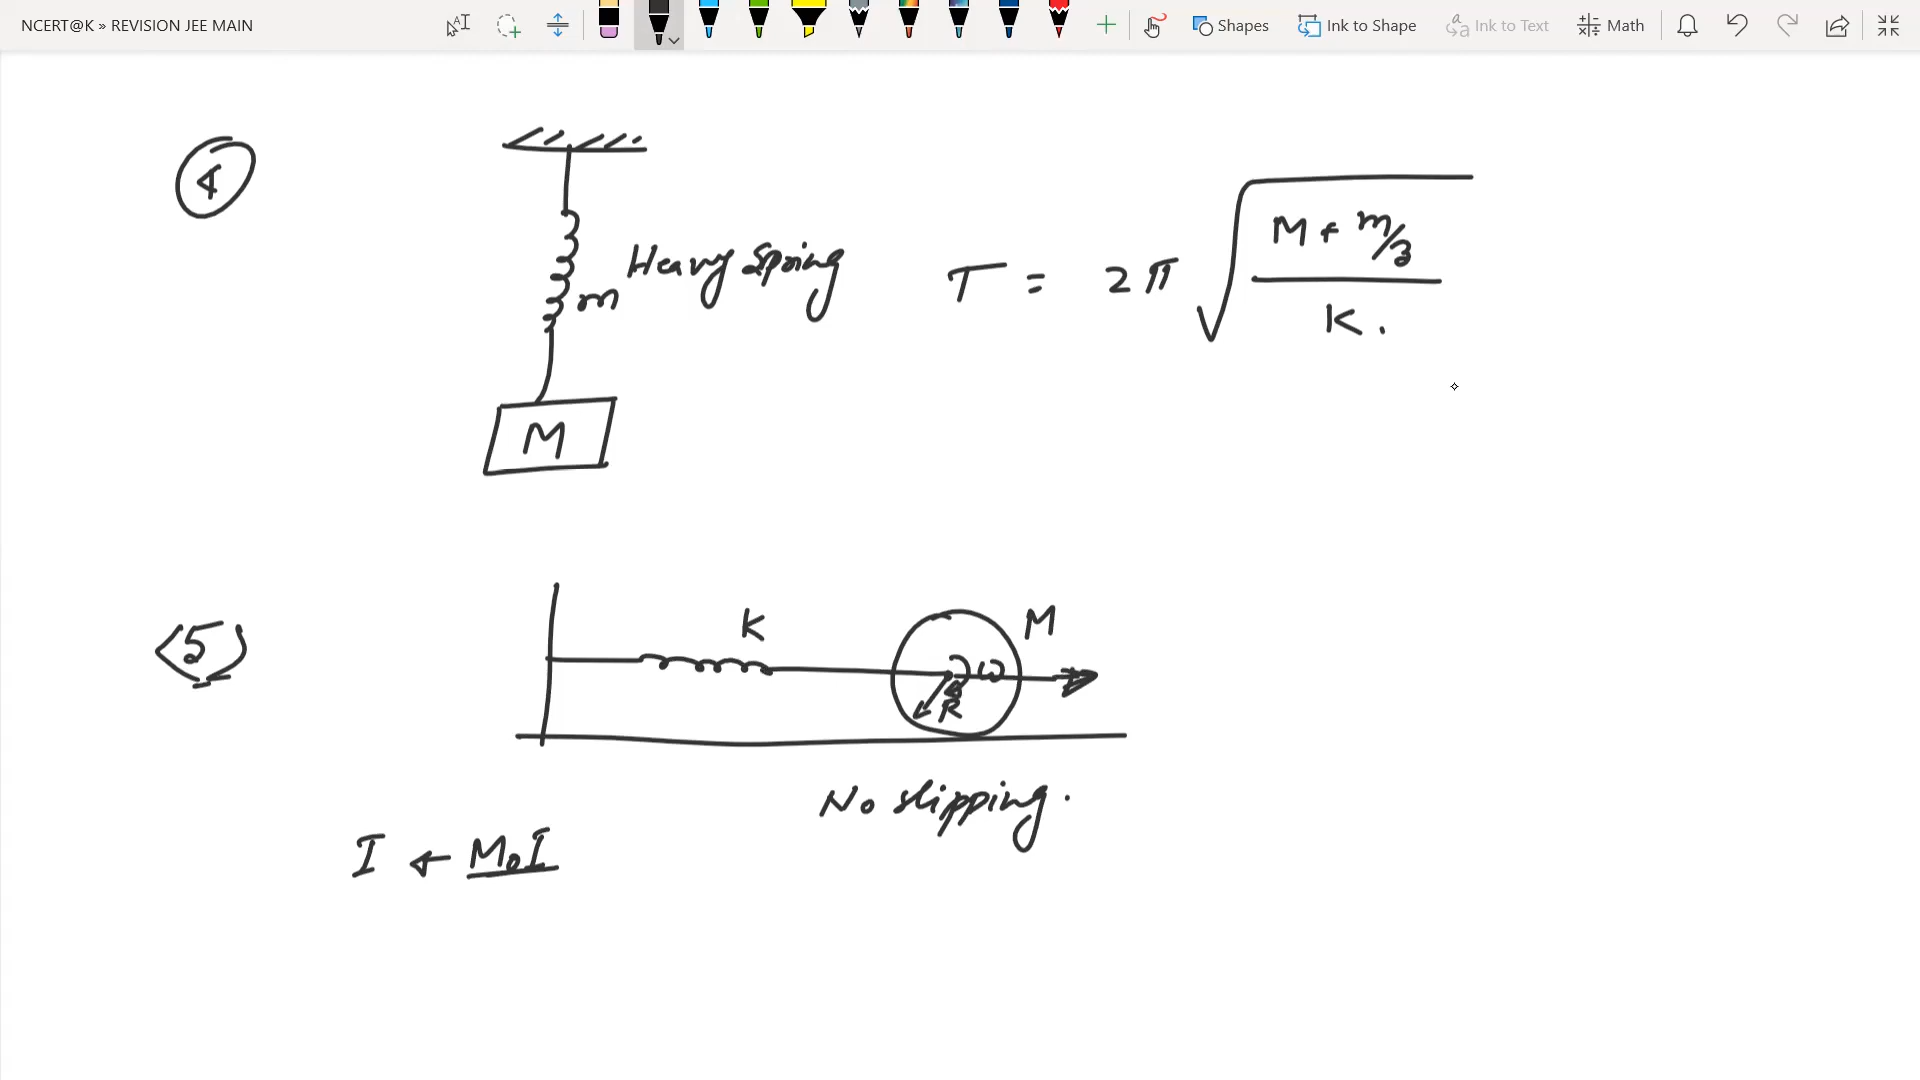 NCERT@K » REVISION JEE MAIN
Shapes
Ink to Shape
Ink to Text
Math
4
Heavy Spring
m
M
T = 2π √((M + m/3) / K) .
(5)
K
M
ω
R
No slipping.
I ← MoI